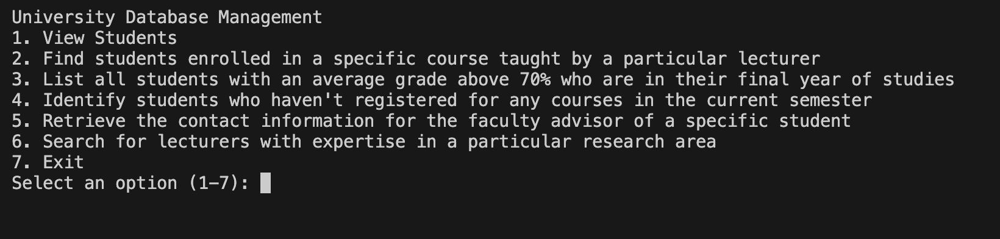 University Database Management
1. View Students
2. Find students enrolled in a specific course taught by a particular lecturer
3. List all students with an average grade above 70% who are in their final year of studies
4. Identify students who haven't registered for any courses in the current semester
5. Retrieve the contact information for the faculty advisor of a specific student
6. Search for lecturers with expertise in a particular research area
7. Exit
Select an option (1-7):